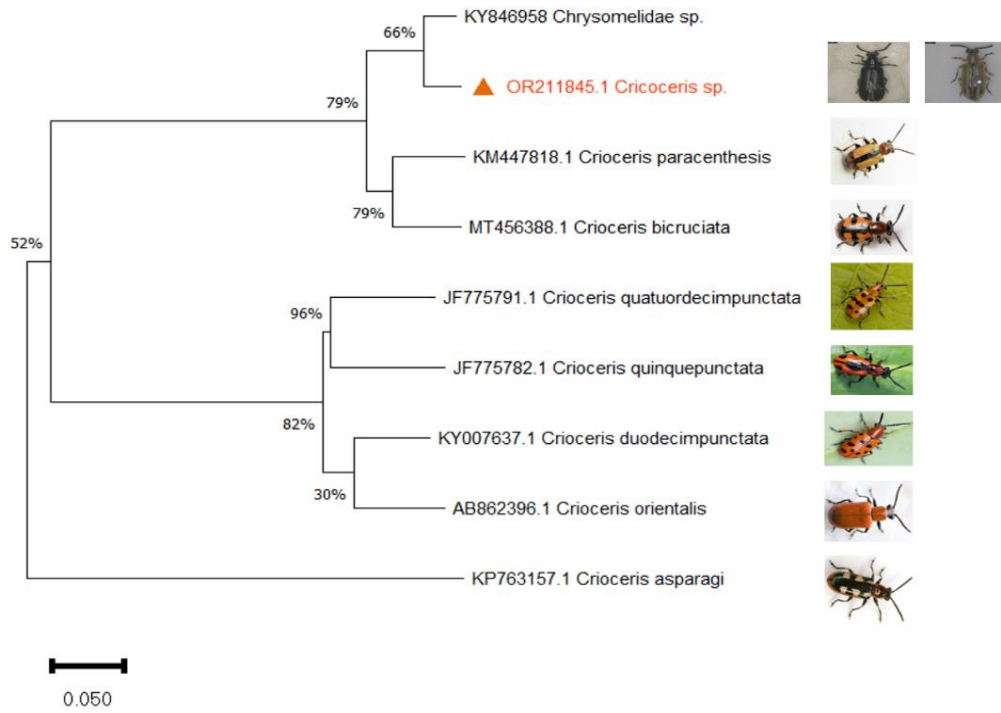 KY846958 Chrysomelidae sp.
66%
OR211845.1 Cricoceris sp.
79%
KM447818.1 Crioceris paracenthesis
79%
MT456388.1 Crioceris bicruciata
52%
JF775791.1 Crioceris quatuordecimpunctata
96%
JF775782.1 Crioceris quinquepunctata
82%
KY007637.1 Crioceris duodecimpunctata
30%
AB862396.1 Crioceris orientalis
KP763157.1 Crioceris asparagi
0.050